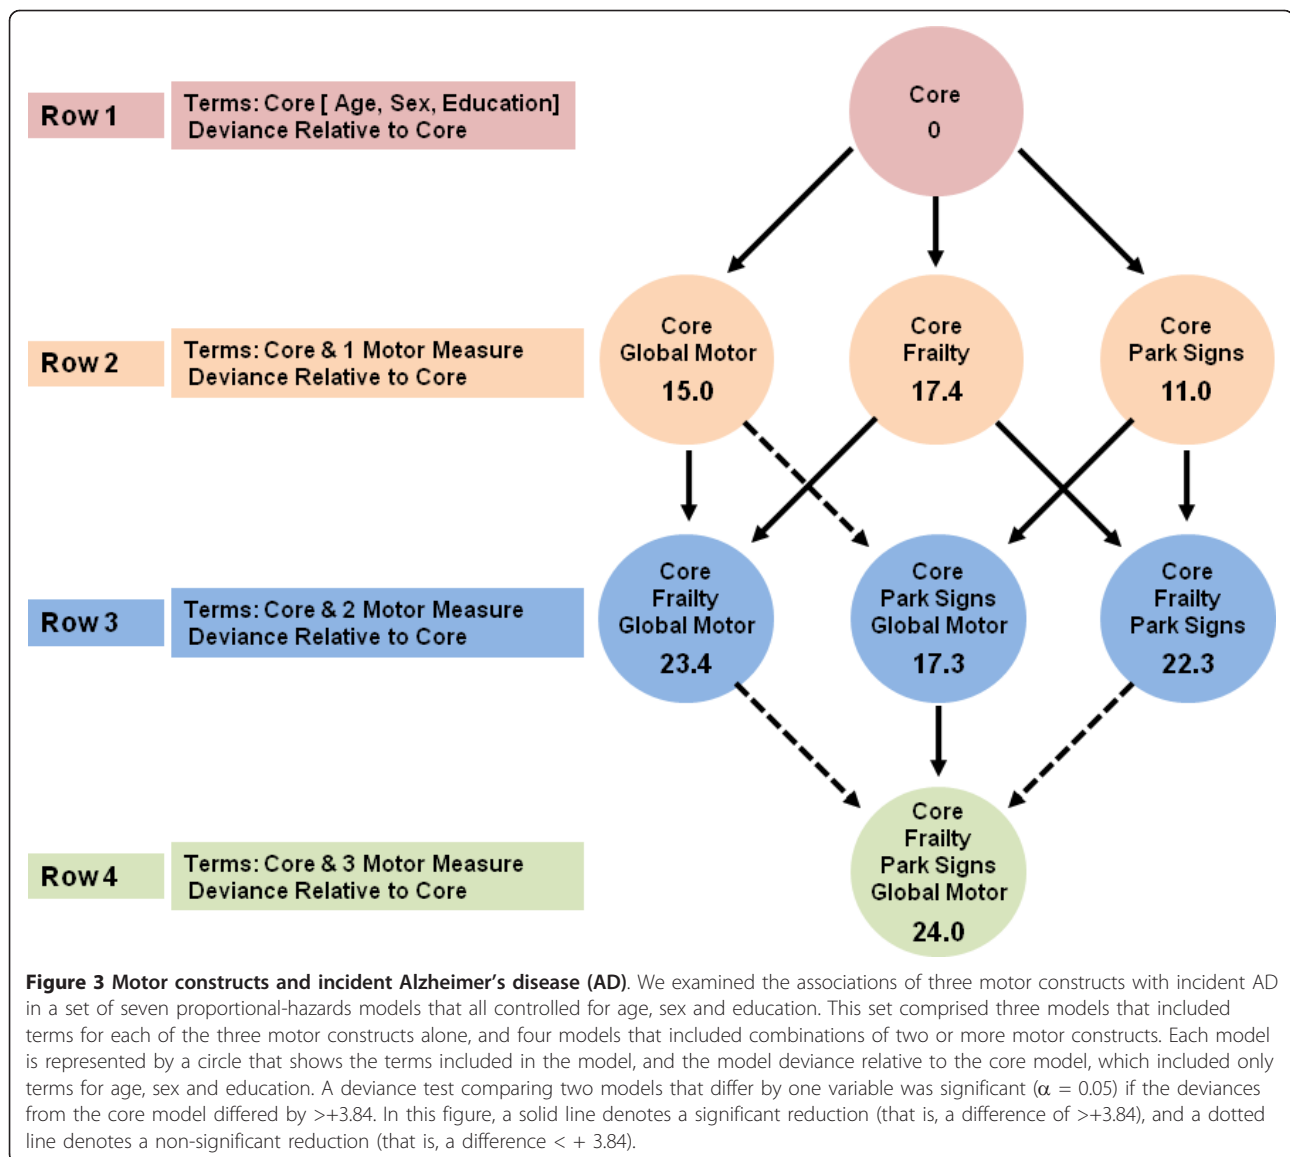 Row 1
Terms: Core [ Age, Sex, Education]
Deviance Relative to Core
Core
0
Row 2
Terms: Core & 1 Motor Measure
Deviance Relative to Core
Core
Global Motor
15.0
Core
Frailty
17.4
Core
Park Signs
11.0
Row 3
Terms: Core & 2 Motor Measure
Deviance Relative to Core
Core
Frailty
Global Motor
23.4
Core
Park Signs
Global Motor
17.3
Core
Frailty
Park Signs
22.3
Row 4
Terms: Core & 3 Motor Measure
Deviance Relative to Core
Core
Frailty
Park Signs
Global Motor
24.0
Figure 3 Motor constructs and incident Alzheimer's disease (AD). We examined the associations of three motor constructs with incident AD
in a set of seven proportional-hazards models that all controlled for age, sex and education. This set comprised three models that included
terms for each of the three motor constructs alone, and four models that included combinations of two or more motor constructs. Each model
is represented by a circle that shows the terms included in the model, and the model deviance relative to the core model, which included only
terms for age, sex and education. A deviance test comparing two models that differ by one variable was significant (α = 0.05) if the deviances
from the core model differed by >+3.84. In this figure, a solid line denotes a significant reduction (that is, a difference of >+3.84), and a dotted
line denotes a non-significant reduction (that is, a difference < + 3.84).